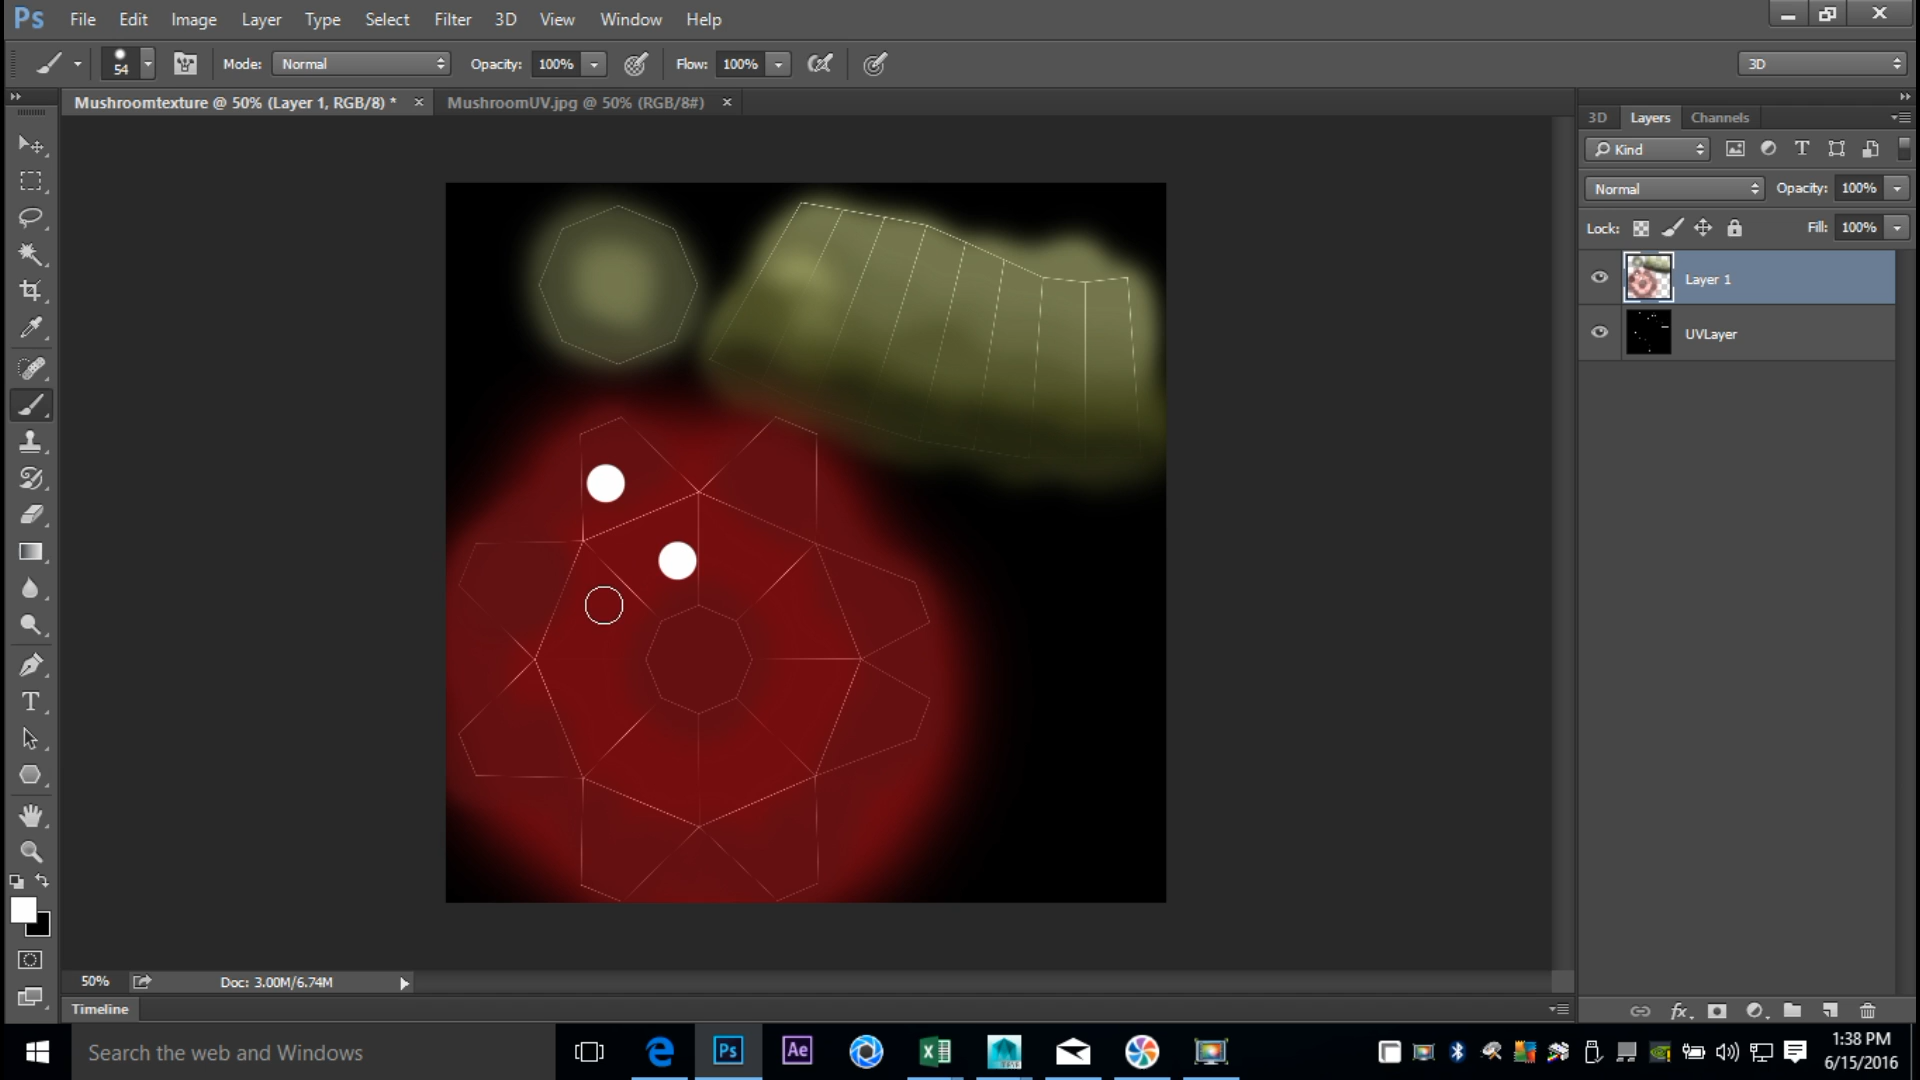 Ps File Edit Image Layer Type Select Filter 3D View Window Help
54 Mode: Normal Opacity: 100% Flow: 100% 3D
Mushroomtexture @ 50% (Layer 1, RGB/8) * × MushroomUV.jpg @ 50% (RGB/8#) ×
3D Layers Channels
Kind
Normal Opacity: 100%
Lock: Fill: 100%
Layer 1
UVLayer
50% Doc: 3.00M/6.74M
Timeline
Search the web and Windows
Ps
Ae
1:38 PM
6/15/2016